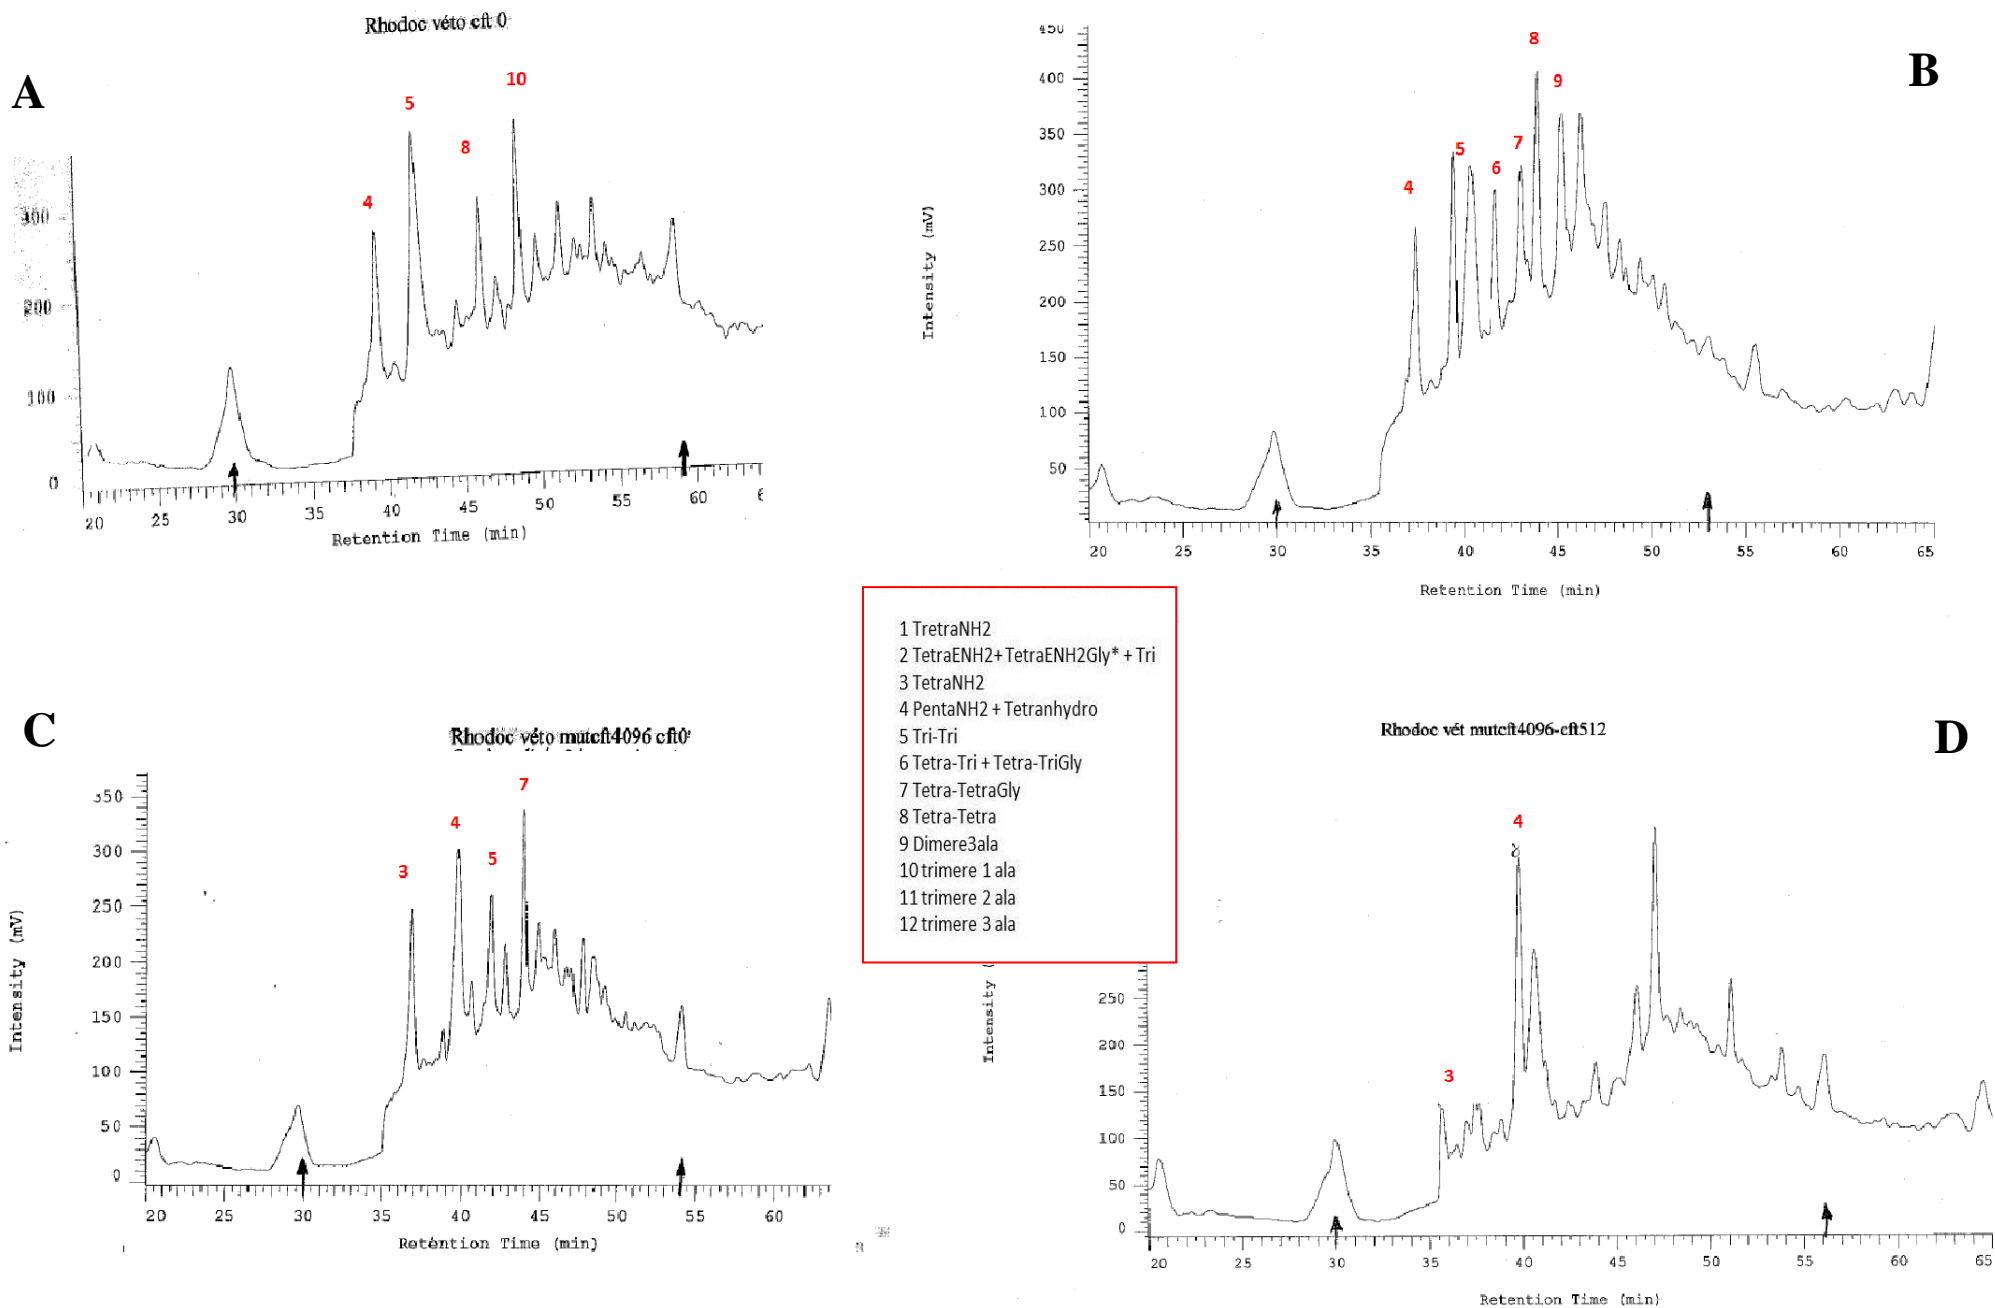 Rhodoc véto cft 0
A
10
5
8
4
300
200
100
0
20 25 30 35 40 45 50 55 60 6
Retention Time (min)
B
8
9
7
5
6
4
450
400
350
300
250
200
150
100
50
Intensity (mV)
20 25 30 35 40 45 50 55 60 65
Retention Time (min)
1 TretraNH2
2 TetraENH2+ TetraENH2Gly* + Tri
3 TetraNH2
4 PentaNH2 + Tetranhydro
5 Tri-Tri
6 Tetra-Tri + Tetra-TriGly
7 Tetra-TetraGly
8 Tetra-Tetra
9 Dimere3ala
10 trimere 1 ala
11 trimere 2 ala
12 trimere 3 ala
C
Rhodoc véto mutcft4096 cft0
7
4
5
3
350
300
250
200
150
100
50
0
Intensity (mV)
20 25 30 35 40 45 50 55 60
Retention Time (min)
Rhodoc vét mutcft4096-cft512
D
4
3
250
200
150
100
50
0
Intensity (
20 25 30 35 40 45 50 55 60 65
Retention Time (min)